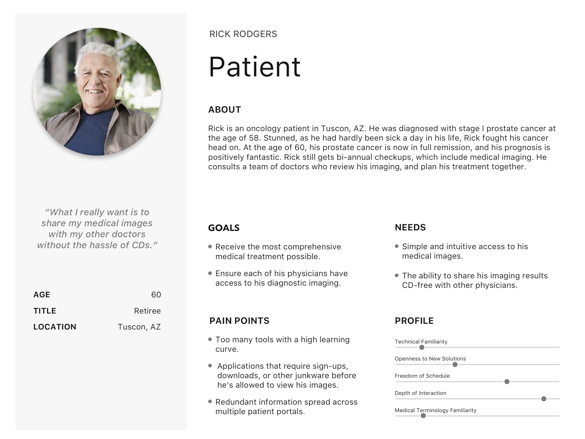 RICK RODGERS
Patient
ABOUT
Rick is an oncology patient in Tuscon, AZ. He was diagnosed with stage I prostate cancer at
the age of 58. Stunned, as he had hardly been sick a day in his life, Rick fought his cancer
head on. At the age of 60, his prostate cancer is now in full remission, and his prognosis is
positively fantastic. Rick still gets bi-annual checkups, which include medical imaging. He
consults a team of doctors who review his imaging, and plan his treatment together.
“What I really want is to
share my medical images
with my other doctors
without the hassle of CDs.”
AGE 60
TITLE Retiree
LOCATION Tuscon, AZ
GOALS
Receive the most comprehensive
medical treatment possible.
Ensure each of his physicians have
access to his diagnostic imaging.
NEEDS
Simple and intuitive access to his
medical images.
The ability to share his imaging results
CD-free with other physicians.
PAIN POINTS
Too many tools with a high learning
curve.
Applications that require sign-ups,
downloads, or other junkware before
he’s allowed to view his images.
Redundant information spread across
multiple patient portals.
PROFILE
Technical Familiarity
Openness to New Solutions
Freedom of Schedule
Depth of Interaction
Medical Terminology Familiarity